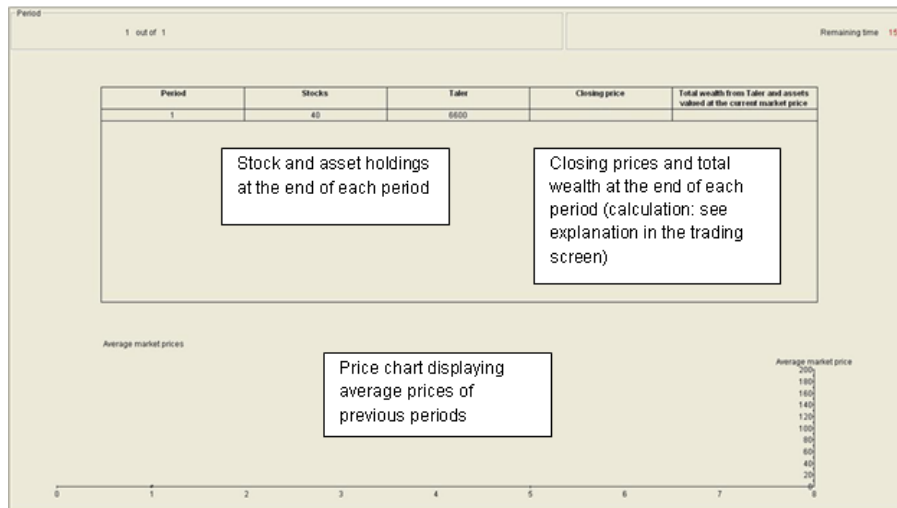 Period
1 out of 1
Remaining time 15
Period Stocks Taler Closing price Total wealth from Taler and assets
valued at the current market price
1 40 6600
Stock and asset holdings
at the end of each period
Closing prices and total
wealth at the end of each
period (calculation: see
explanation in the trading
screen)
Average market prices
Price chart displaying
average prices of
previous periods
Average market price
200
180
160
140
120
100
80
60
40
20
0
0 1 2 3 4 5 6 7 8